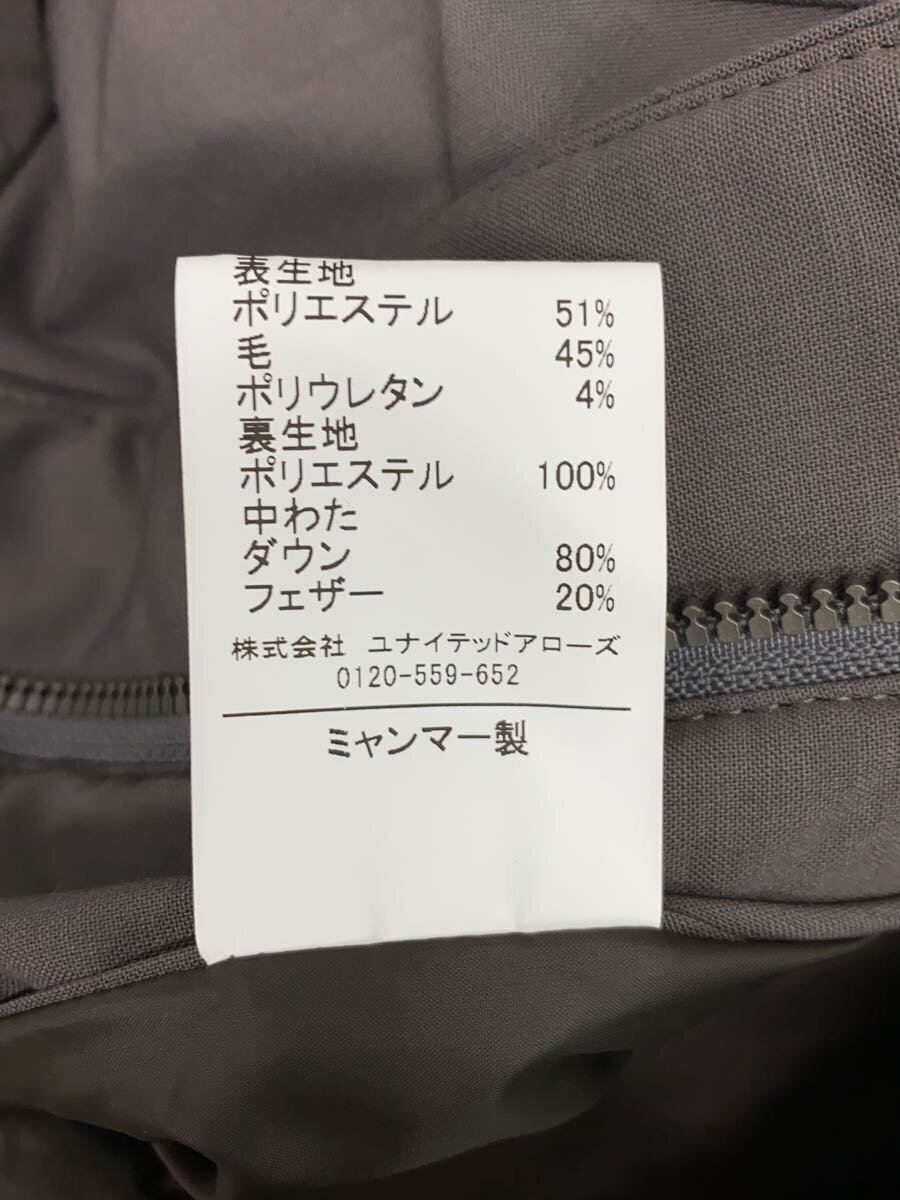 表生地
ポリエステル 51%
毛 45%
ポリウレタン 4%
裏生地
ポリエステル 100%
中わた
ダウン 80%
フェザー 20%
株式会社 ユナイテッドアローズ
0120-559-652
ミャンマー製